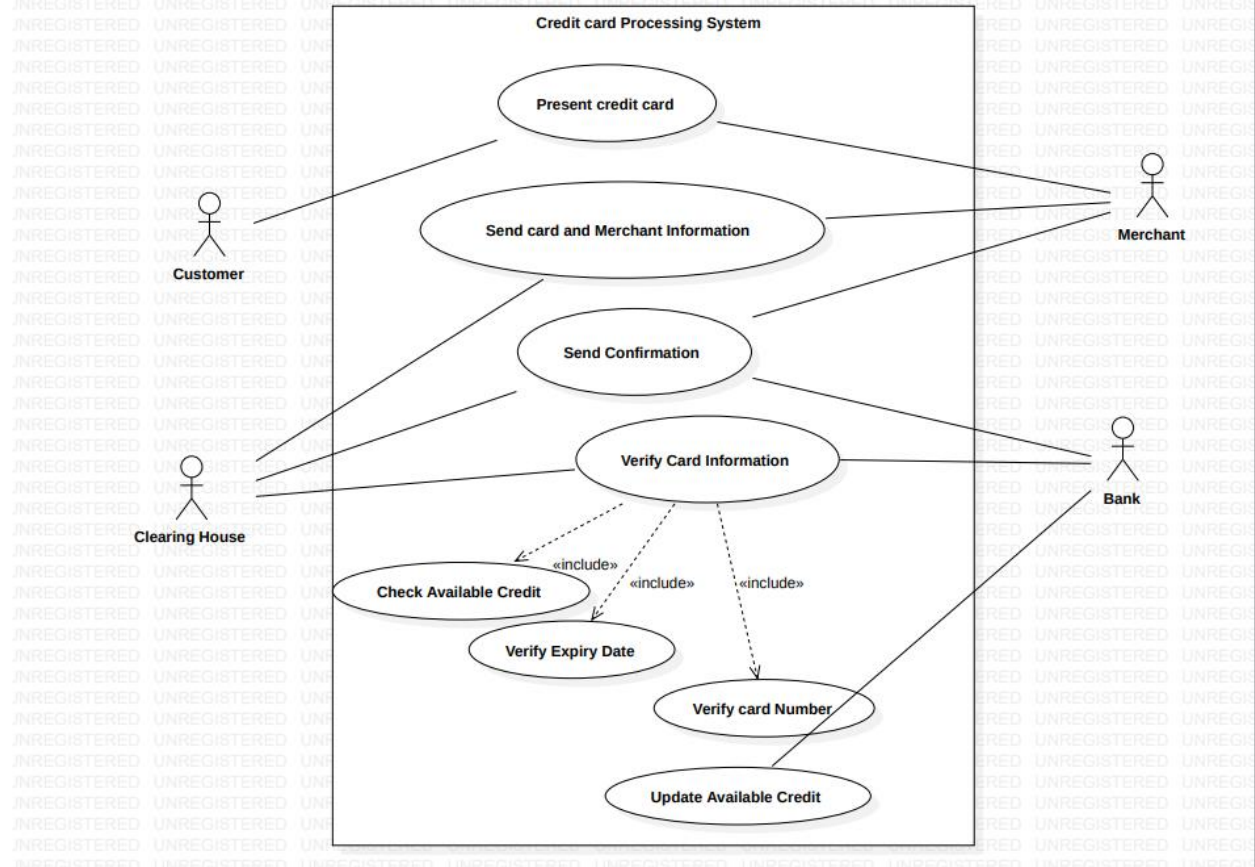 Credit card Processing System
Present credit card
Send card and Merchant Information
Customer
Merchant
Send Confirmation
Verify Card Information
Bank
Clearing House
«include»
«include»
«include»
Check Available Credit
Verify Expiry Date
Verify card Number
Update Available Credit
UNREGISTERED